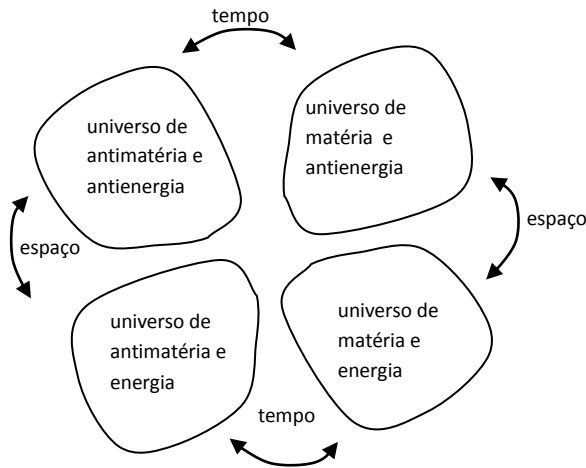 tempo
universo de
antimatéria e
antienergia
universo de
matéria e
antienergia
espaço
espaço
universo de
antimatéria e
energia
universo de
matéria e
energia
tempo